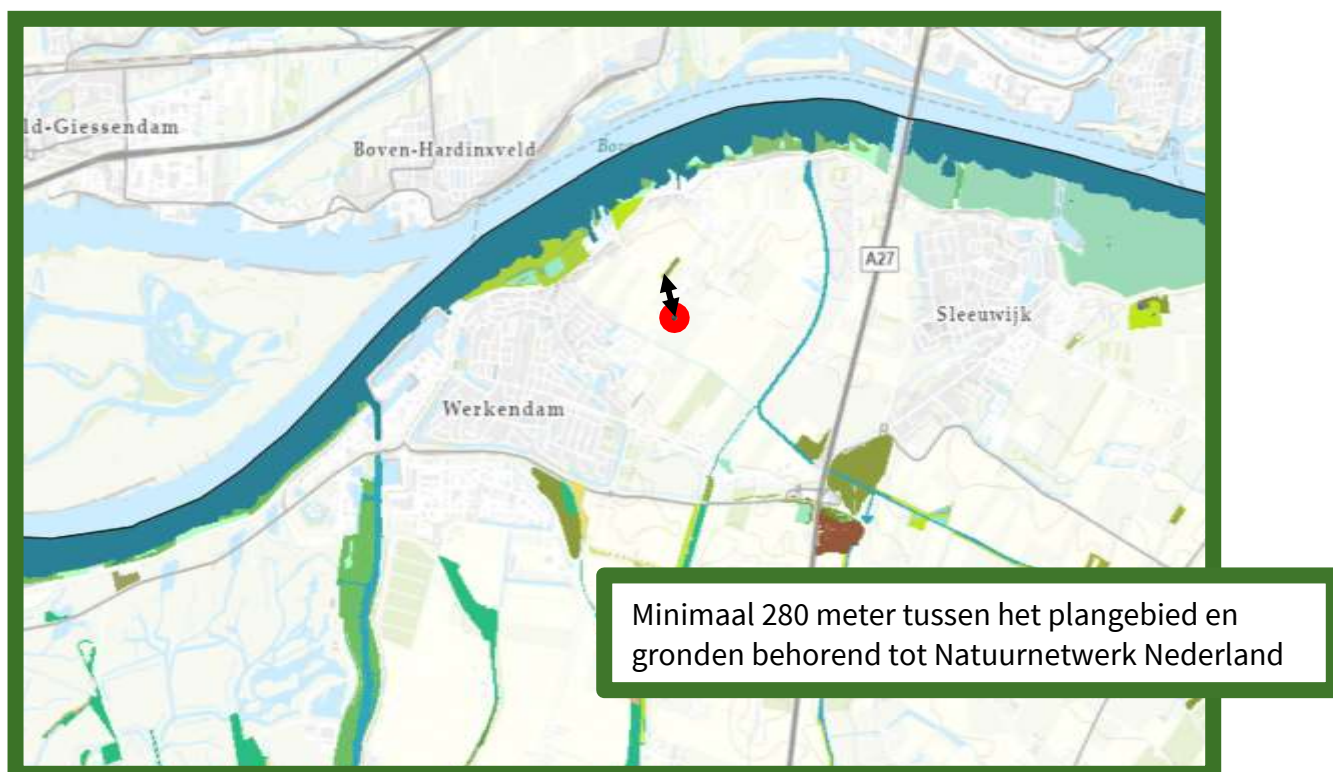 ld-Giessendam
Boven-Hardinxveld
A27
Sleeuwijk
Werkendam
Minimaal 280 meter tussen het plangebied en
gronden behorend tot Natuurnetwerk Nederland